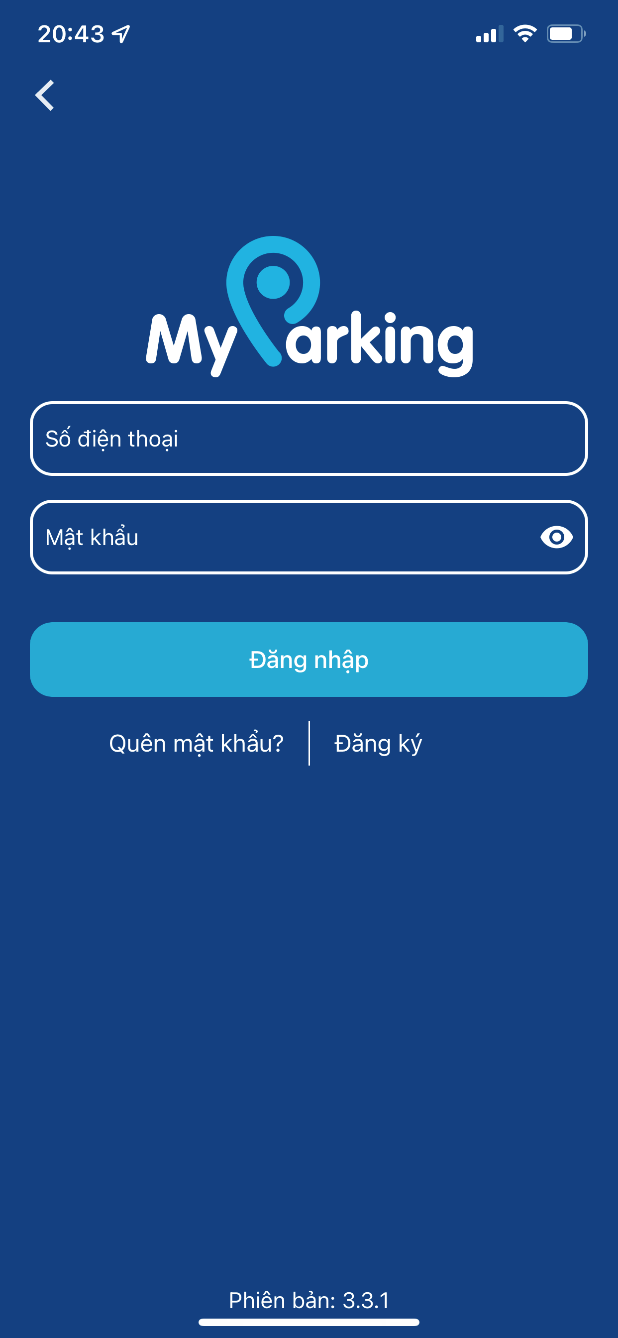 20:43
MyParking
Số điện thoại
Mật khẩu
Đăng nhập
Quên mật khẩu? Đăng ký
Phiên bản: 3.3.1